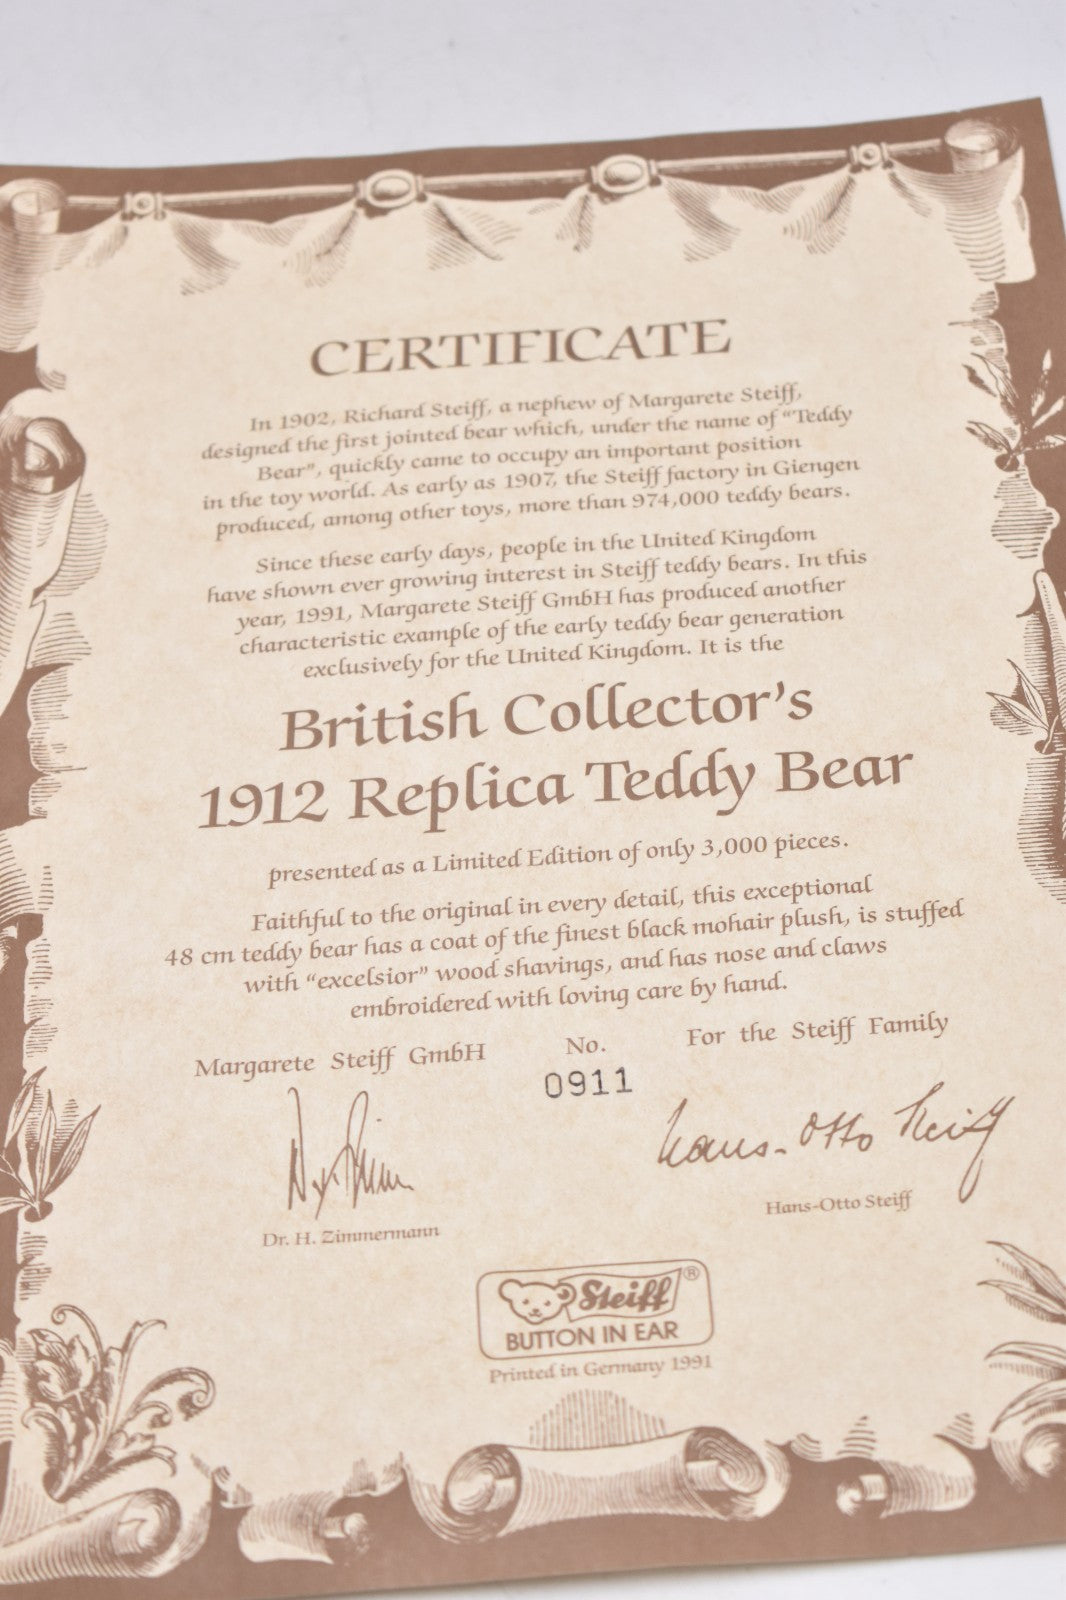 CERTIFICATE
In 1902, Richard Steiff, a nephew of Margarete Steiff,
designed the first jointed bear which, under the name of “Teddy
Bear”, quickly came to occupy an important position
in the toy world. As early as 1907, the Steiff factory in Giengen
produced, among other toys, more than 974,000 teddy bears.
Since these early days, people in the United Kingdom
have shown ever growing interest in Steiff teddy bears. In this
year, 1991, Margarete Steiff GmbH has produced another
characteristic example of the early teddy bear generation
exclusively for the United Kingdom. It is the
British Collector's
1912 Replica Teddy Bear
presented as a Limited Edition of only 3,000 pieces.
Faithful to the original in every detail, this exceptional
48 cm teddy bear has a coat of the finest black mohair plush, is stuffed
with “excelsior” wood shavings, and has nose and claws
embroidered with loving care by hand.
Margarete Steiff GmbH No. For the Steiff Family
0911
Hans-Otto Steiff
Dr. H. Zimmermann Hans-Otto Steiff
Steiff ®
BUTTON IN EAR
Printed in Germany 1991